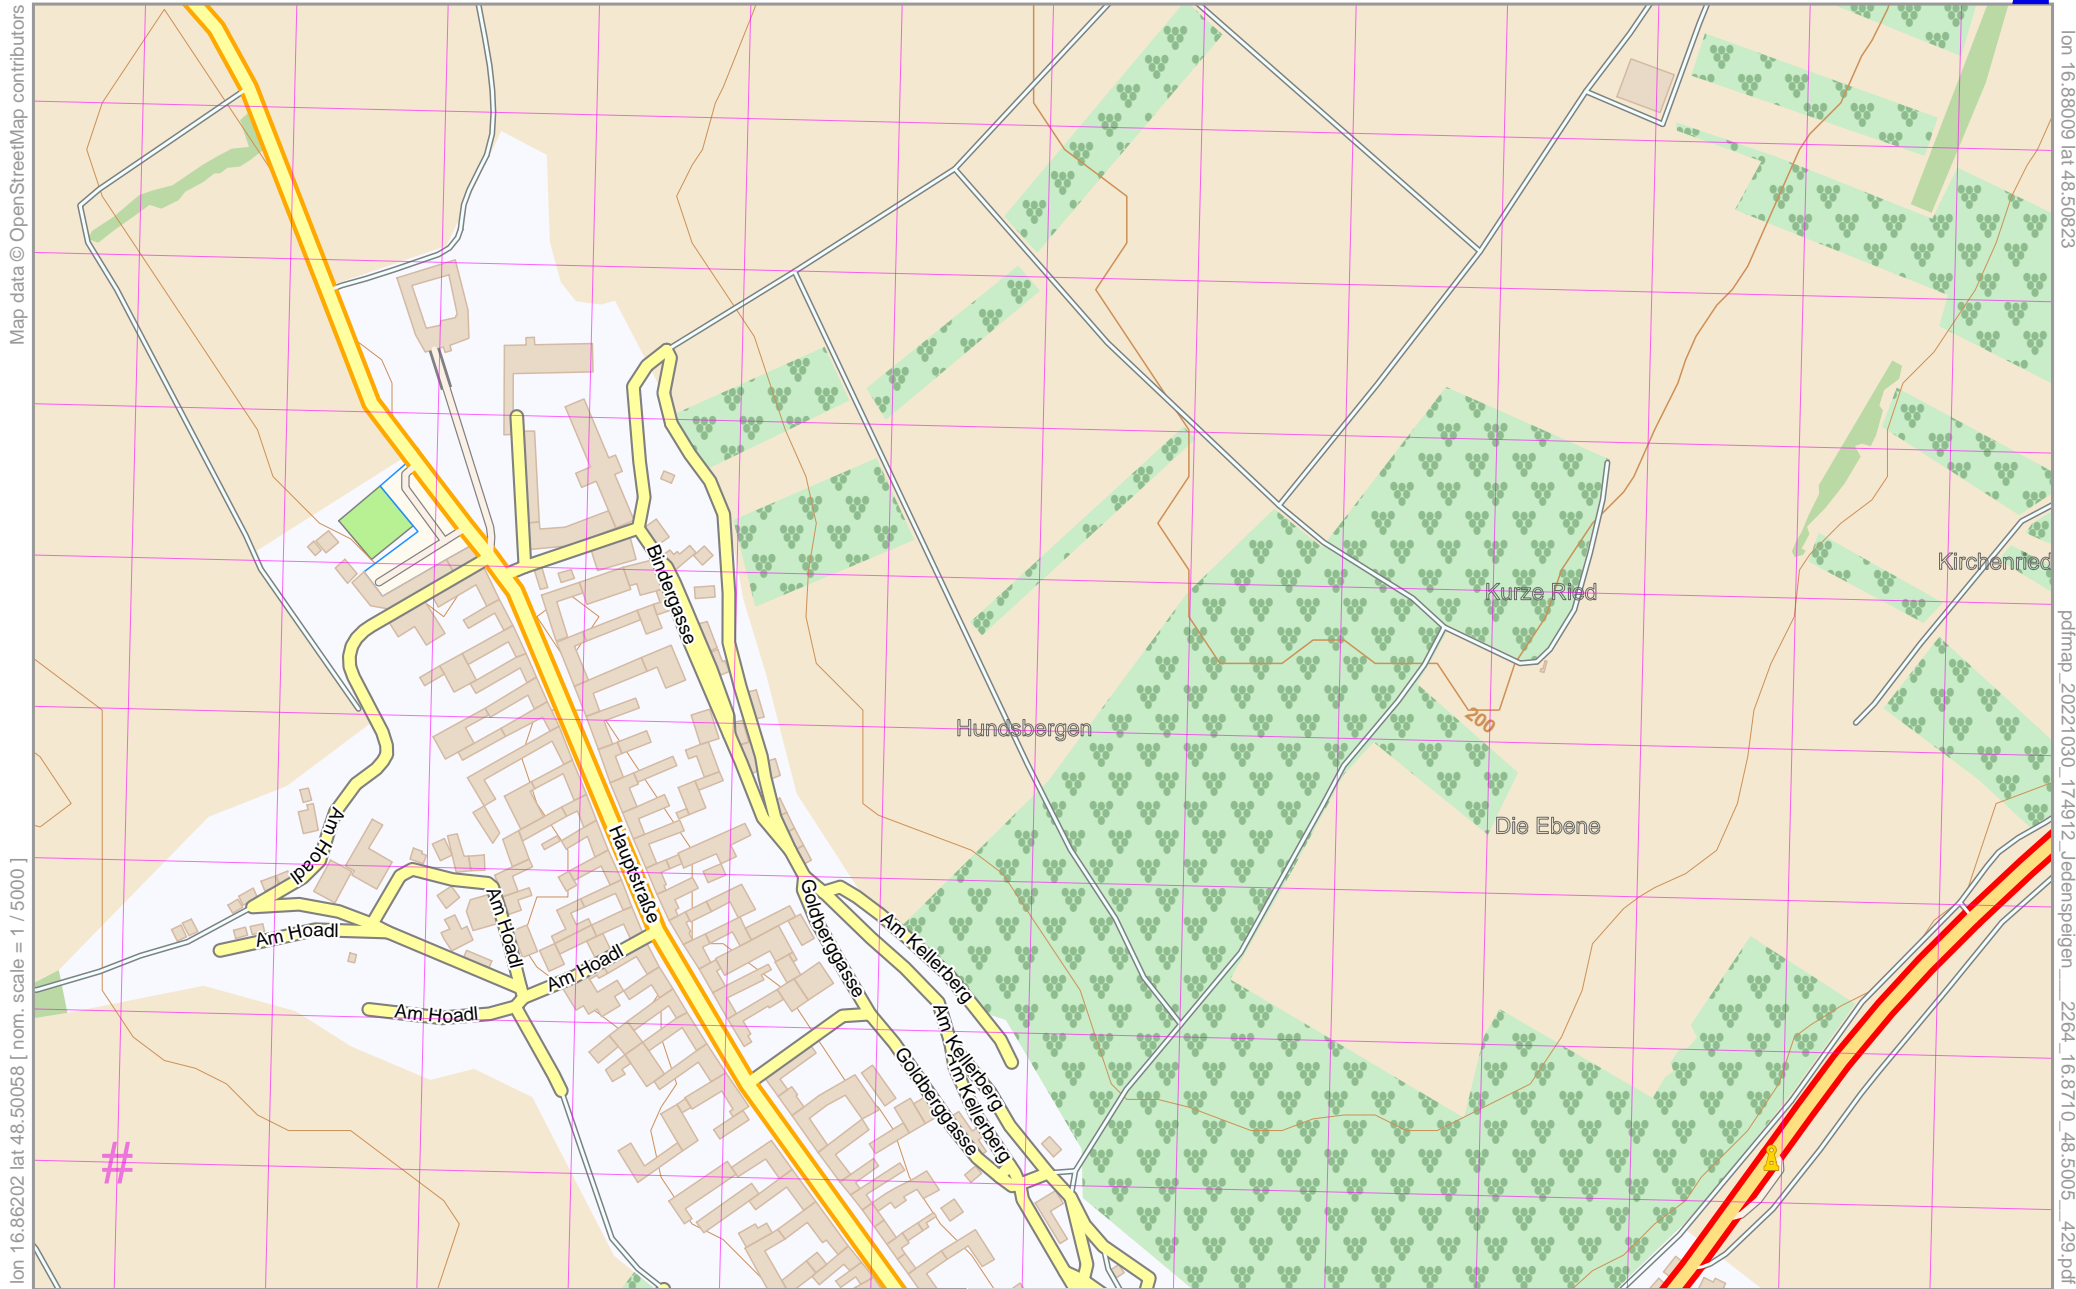 Map data © OpenStreetMap contributors
lon 16.86202 lat 48.50058 [ nom. scale = 1 / 5000 ]
lon 16.88009 lat 48.50823
pdfmap_20221030_174912_Jedenspeigen___2264_16.8710_48.5005__429.pdf
Bindergasse
Kirchenried
Kurze Ried
200
Hundsbergen
Die Ebene
Am Hoadl
Hauptstraße
Am Hoadl
Am Hoadl
Am Hoadl
Am Hoadl
Goldberggasse
Am Kellerberg
Am Kellerberg
Am Kellerberg
Goldberggasse
#